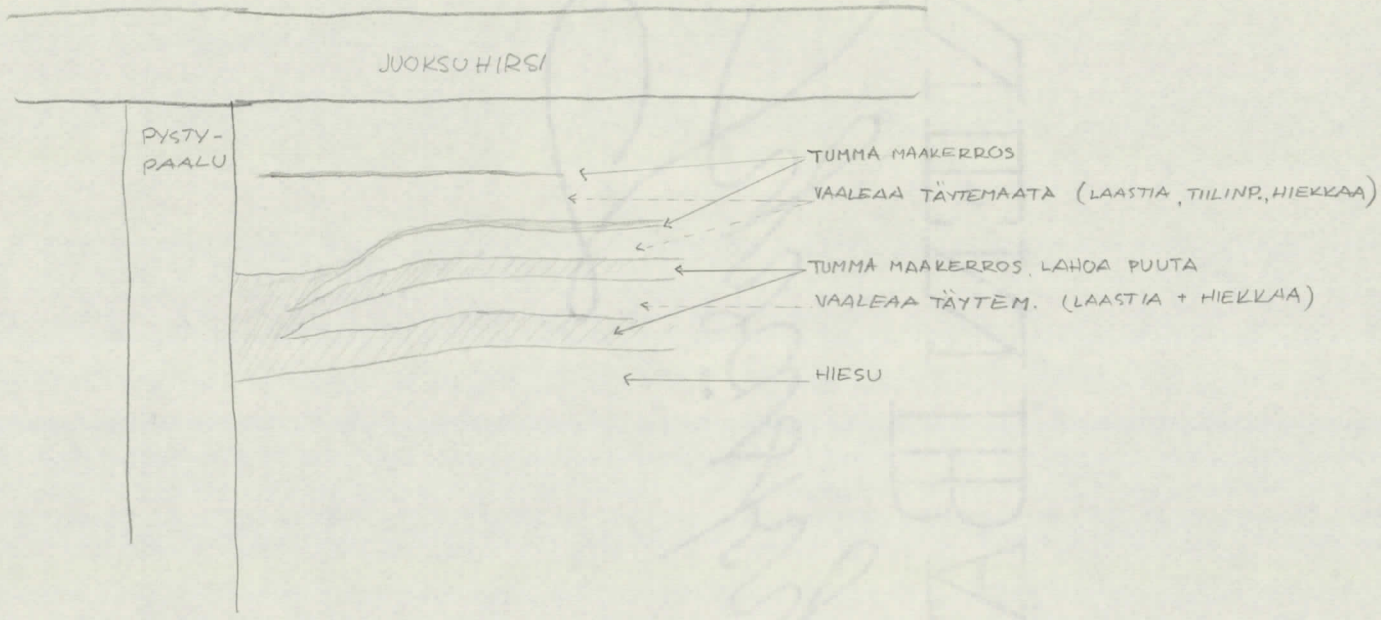 JUOKSUHIRSI
PYSTY-
PAALU
TUMMA MAAKERROS
VAALEAA TÄYTEMAATA (LAASTIA, TIILINP., HIEKKAA)
TUMMA MAAKERROS, LAHOA PUUTA
VAALEAA TÄYTEM. (LAASTIA + HIEKKAA)
HIESU